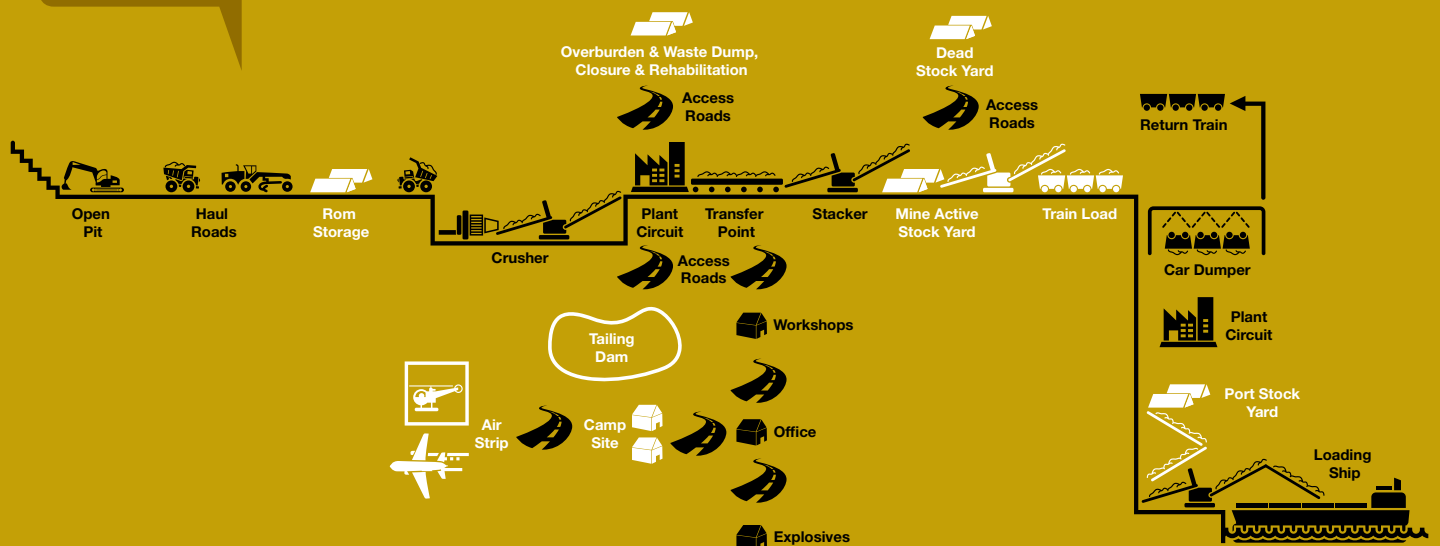 Overburden & Waste Dump,
Closure & Rehabilitation
Dead
Stock Yard
Access
Roads
Access
Roads
Return Train
Open
Pit
Haul
Roads
Rom
Storage
Crusher
Plant
Circuit
Transfer
Point
Stacker
Mine Active
Stock Yard
Train Load
Car Dumper
Access
Roads
Plant
Circuit
Workshops
Tailing
Dam
Port Stock
Yard
Air
Strip
Camp
Site
Office
Loading
Ship
Explosives